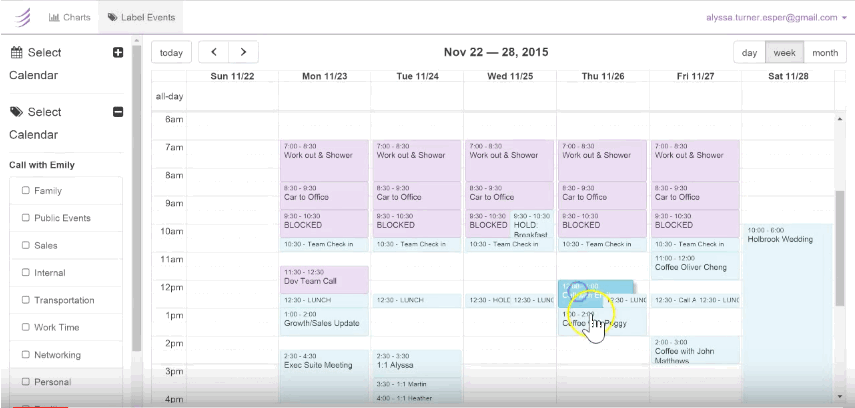 Charts
Label Events
alyssa.turner.esper@gmail.com
Select
Calendar
Select
Calendar
Call with Emily
Family
Public Events
Sales
Internal
Transportation
Work Time
Networking
Personal
today
Nov 22 — 28, 2015
day week month
Sun 11/22 Mon 11/23 Tue 11/24 Wed 11/25 Thu 11/26 Fri 11/27 Sat 11/28
all-day
6am
7am
8am
9am
10am
11am
12pm
1pm
2pm
3pm
4pm
7:00 - 8:30
Work out & Shower
8:30 - 9:30
Car to Office
9:30 - 10:30
BLOCKED
10:30 - Team Check in
11:30 - 12:30
Dev Team Call
12:30 - LUNCH
1:00 - 2:00
Growth/Sales Update
2:30 - 4:30
Exec Suite Meeting
7:00 - 8:30
Work out & Shower
8:30 - 9:30
Car to Office
9:30 - 10:30
BLOCKED
10:30 - Team Check in
12:30 - LUNCH
2:30 - 3:30
1:1 Alyssa
3:30 - 1:1 Martin
4:00 - 1:1 Heather
7:00 - 8:30
Work out & Shower
8:30 - 9:30
Car to Office
9:30 - 10:30
BLOCKED
9:30 - 10:30
HOLD:
Breakfast
10:30 - Team Check in
12:30 - HOLD
12:30 - LUNC
7:00 - 8:30
Work out & Shower
8:30 - 9:30
Car to Office
9:30 - 10:30
BLOCKED
10:30 - Team Check in
12:30 - LUNC
Coffee Peggy
7:00 - 8:30
Work out & Shower
8:30 - 9:30
Car to Office
9:30 - 10:30
BLOCKED
10:30 - Team Check in
11:00 - 12:00
Coffee Oliver Cheng
12:30 - Call A
12:30 - LUNC
2:00 - 3:00
Coffee with John
Matthews
10:00 - 6:00
Holbrook Wedding